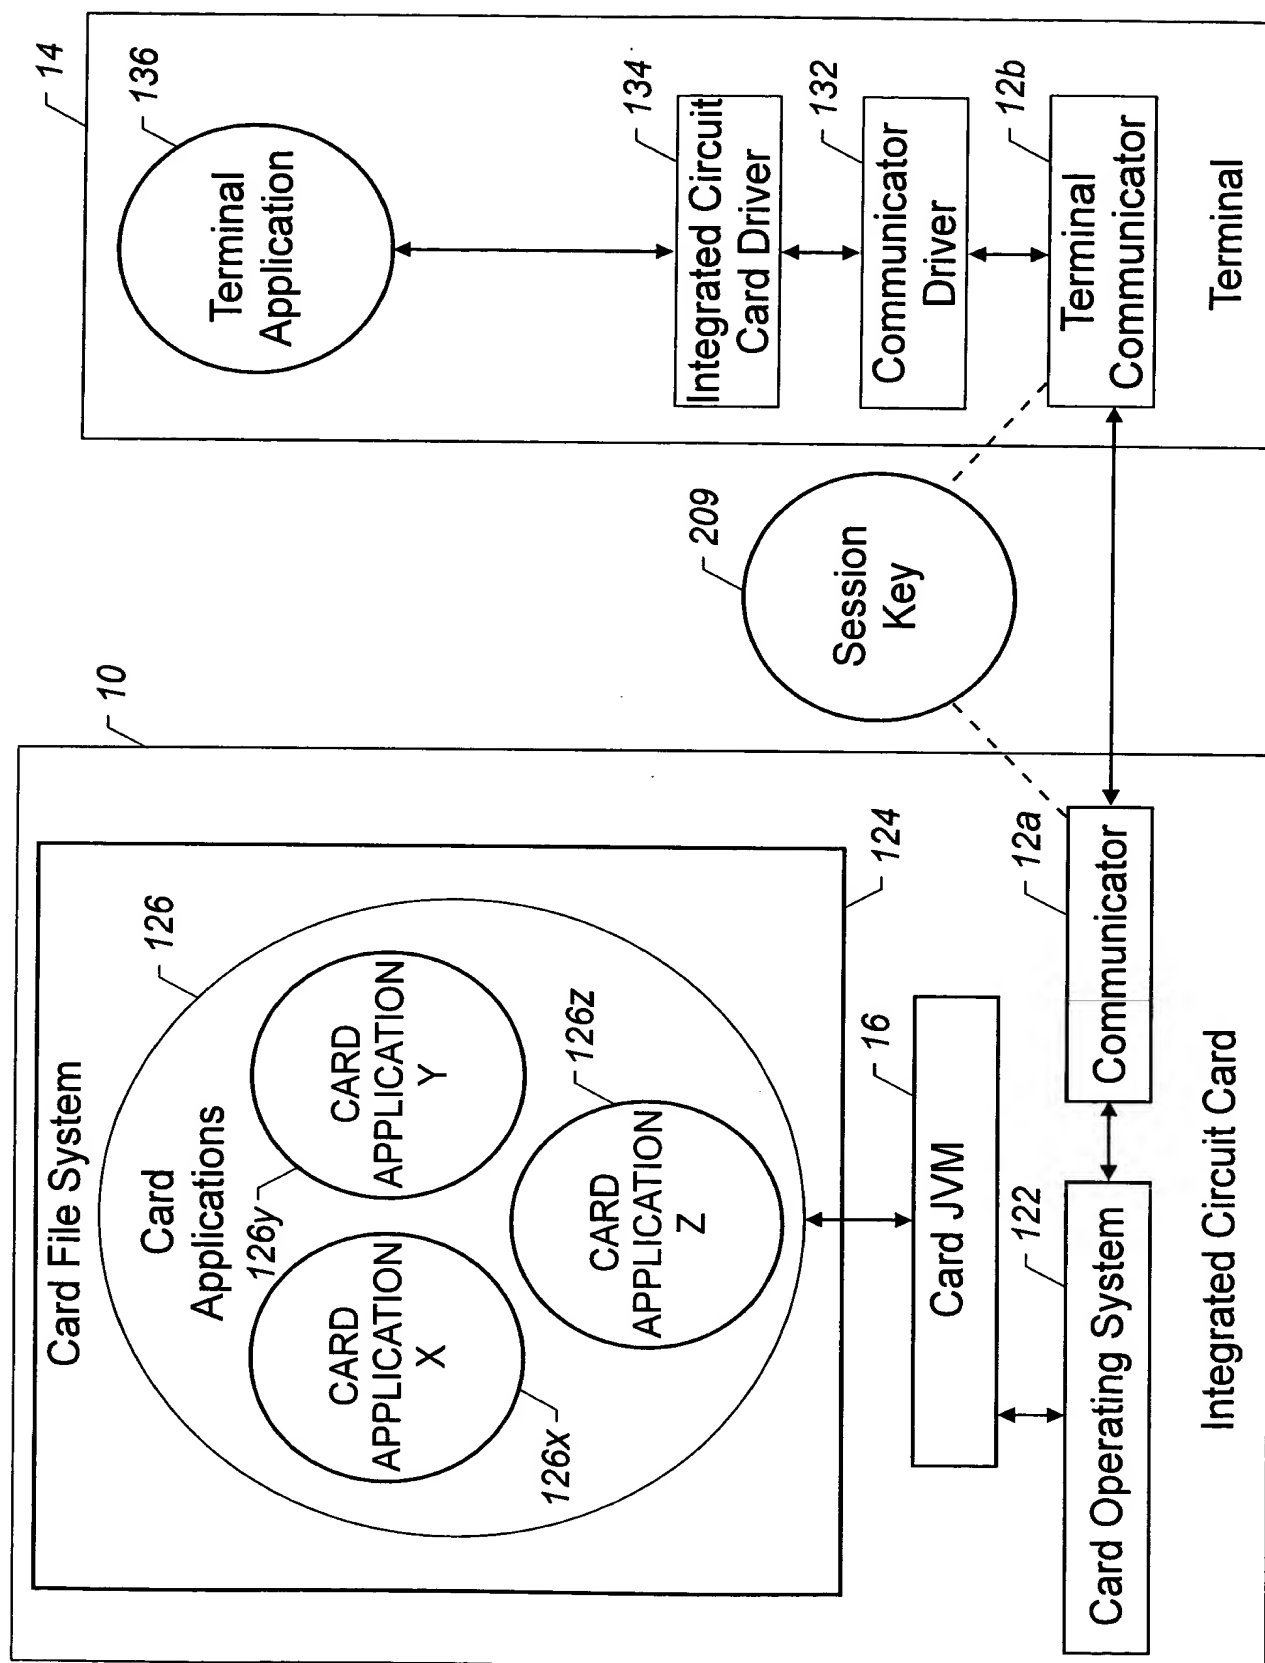 Card File System
126
Card
Applications
126y
CARD
APPLICATION
X
126x
CARD
APPLICATION
Y
CARD
APPLICATION
Z
126z
124
Card JVM
16
Card Operating System
122
Communicator
12a
Integrated Circuit Card
10
Session
Key
209
14
Terminal
Application
136
Integrated Circuit
Card Driver
134
Communicator
Driver
132
Terminal
Communicator
12b
Terminal